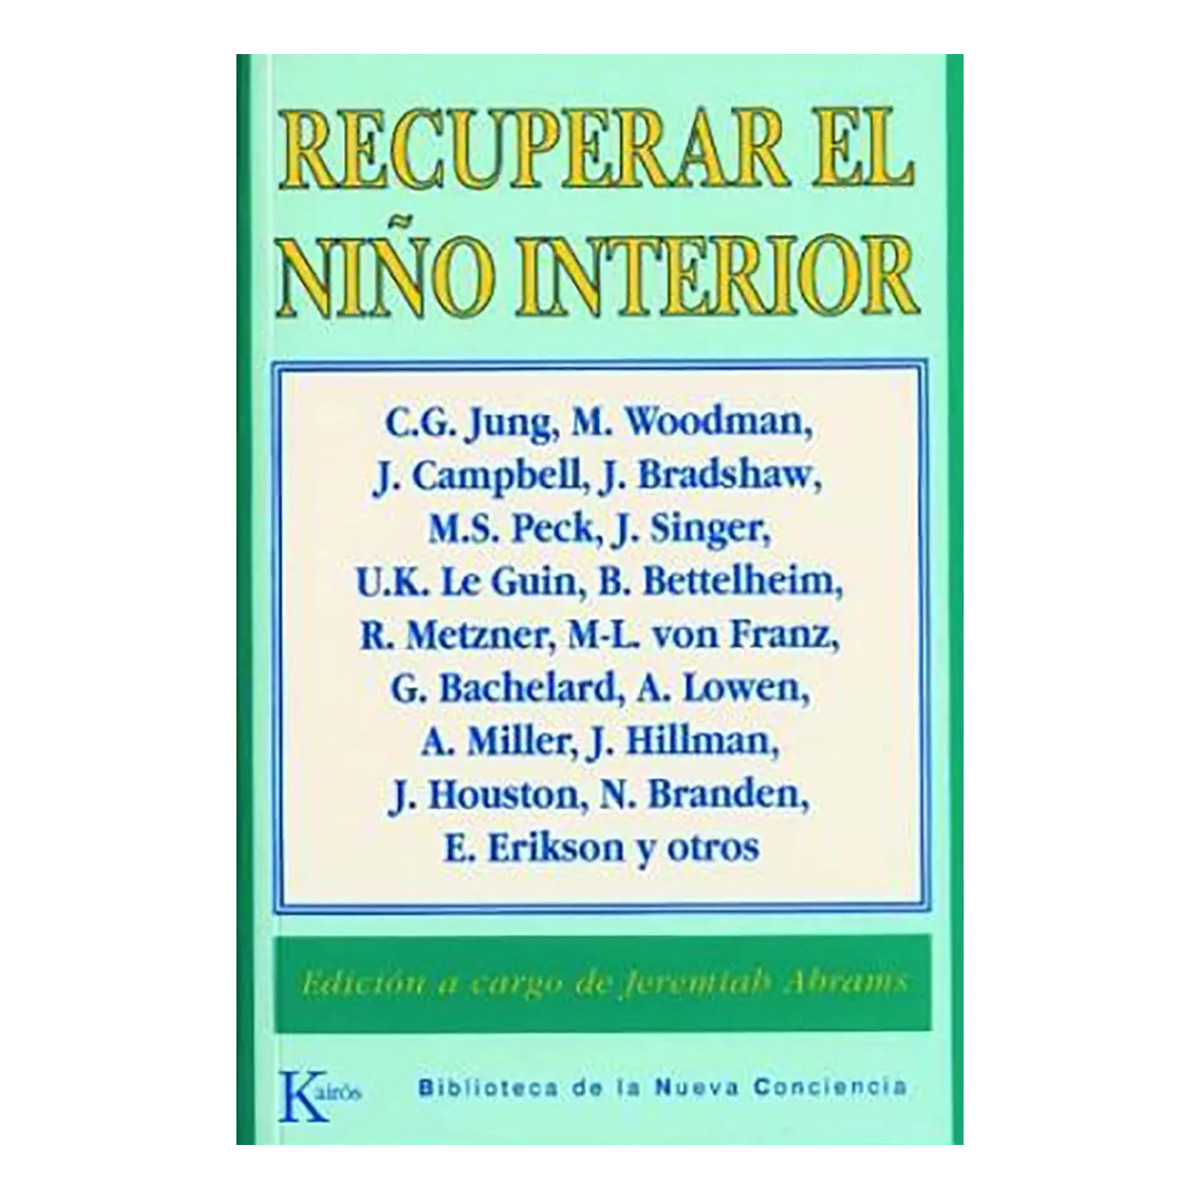 RECUPERAR EL
NIÑO INTERIOR
C.G. Jung, M. Woodman,
J. Campbell, J. Bradshaw,
M.S. Peck, J. Singer,
U.K. Le Guin, B. Bettelheim,
R. Metzner, M-L. von Franz,
G. Bachelard, A. Lowen,
A. Miller, J. Hillman,
J. Houston, N. Branden,
E. Erikson y otros
Edición a cargo de Jeremiah Abrams
Kairós
Biblioteca de la Nueva Conciencia